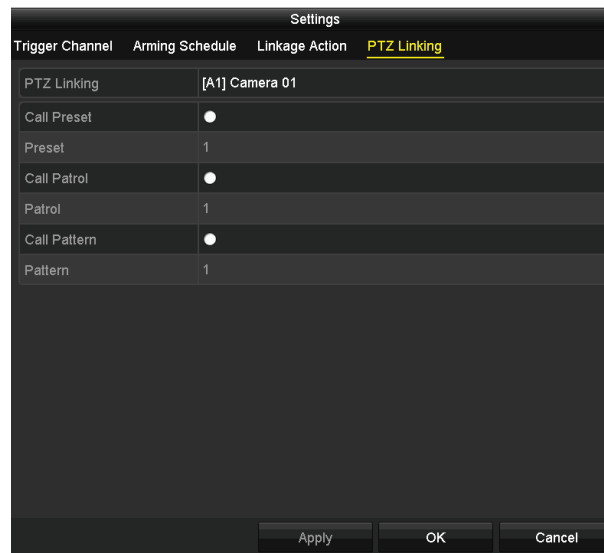 Settings
Trigger Channel Arming Schedule Linkage Action PTZ Linking
PTZ Linking [A1] Camera 01
Call Preset
Preset 1
Call Patrol
Patrol 1
Call Pattern
Pattern 1
Apply OK Cancel